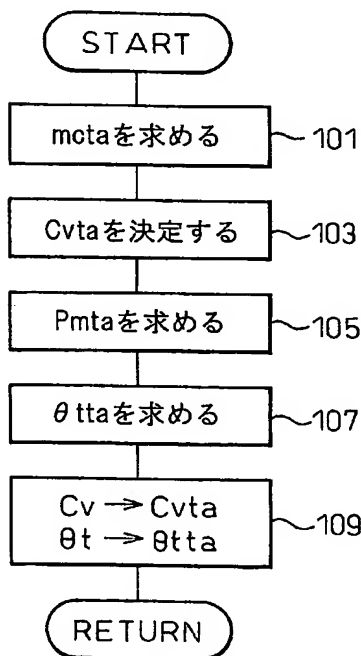 START
mctaを求める
101
Cvtaを決定する
103
Pmtaを求める
105
θttaを求める
107
Cv → Cvta
θt → θtta
109
RETURN